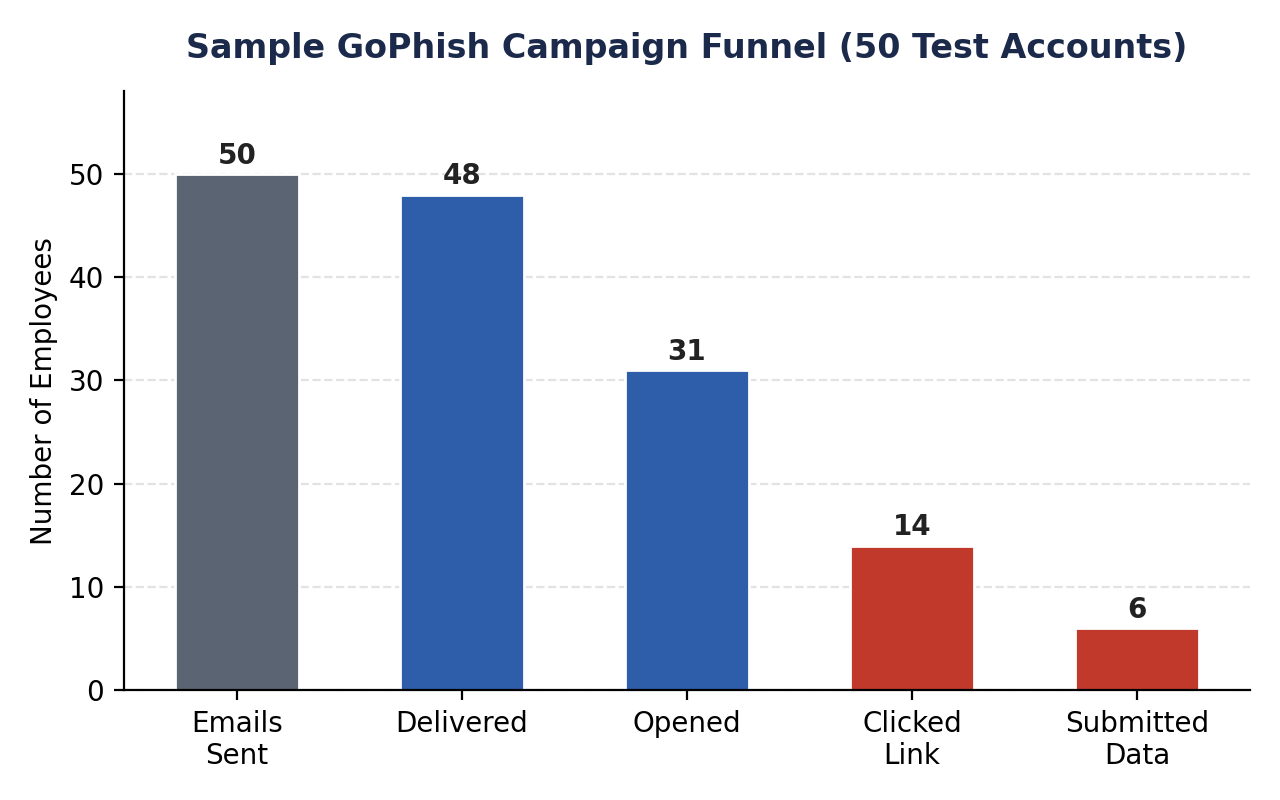 Sample GoPhish Campaign Funnel (50 Test Accounts)
Number of Employees
50
40
30
20
10
0
50
48
31
14
6
Emails
Sent
Delivered
Opened
Clicked
Link
Submitted
Data